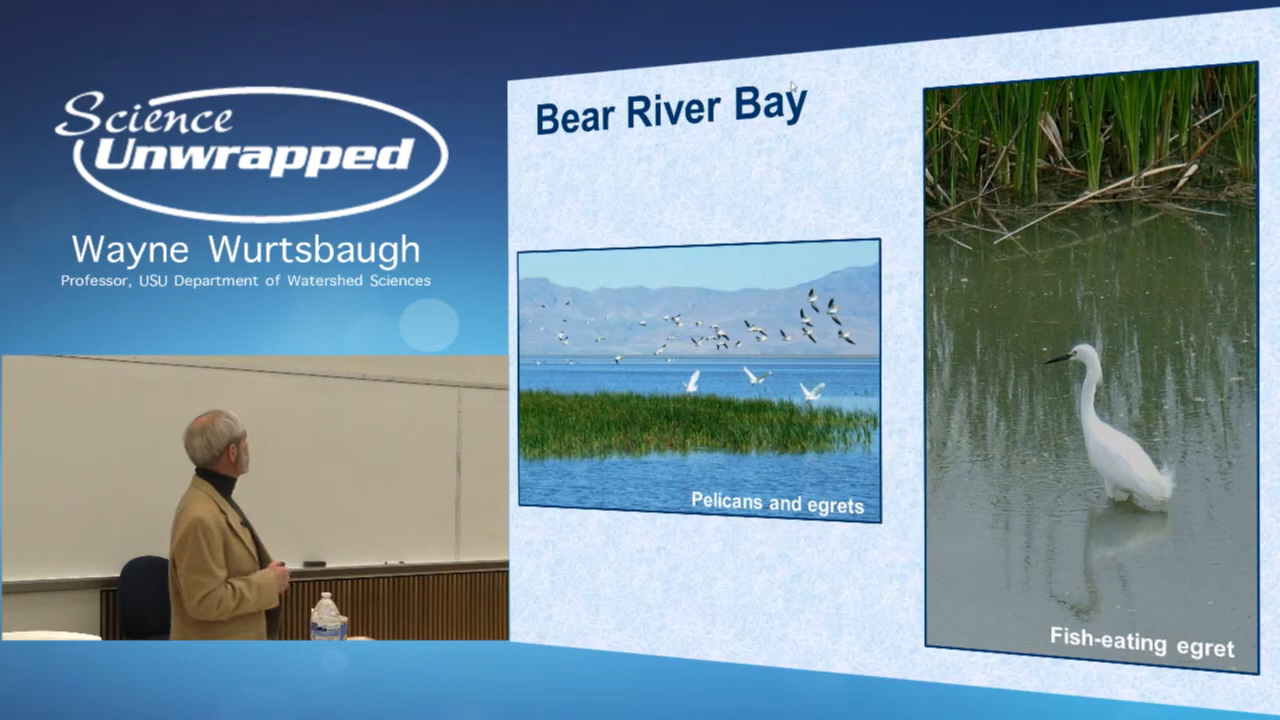 Science
Unwrapped
Wayne Wurtsbaugh
Professor, USU Department of Watershed Sciences
Bear River Bay
Pelicans and egrets
Fish-eating egret